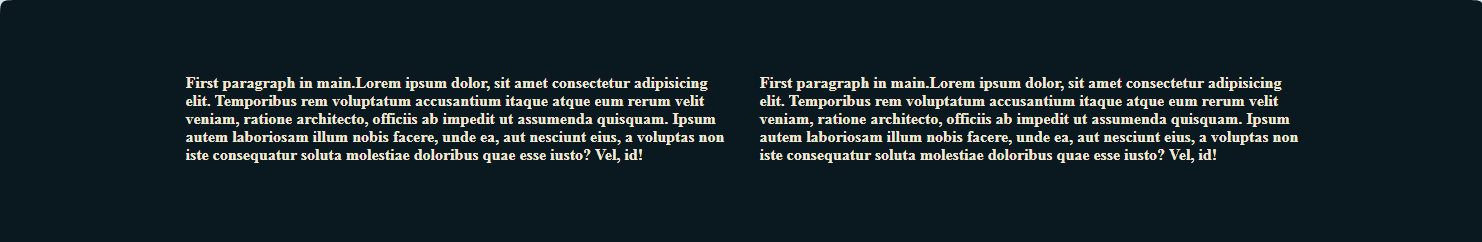 First paragraph in main.Lorem ipsum dolor, sit amet consectetur adipisicing
elit. Temporibus rem voluptatum accusantium itaque atque eum rerum velit
veniam, ratione architecto, officiis ab impedit ut assumenda quisquam. Ipsum
autem laboriosam illum nobis facere, unde ea, aut nesciunt eius, a voluptas non
iste consequatur soluta molestiae doloribus quae esse iusto? Vel, id!
First paragraph in main.Lorem ipsum dolor, sit amet consectetur adipisicing
elit. Temporibus rem voluptatum accusantium itaque atque eum rerum velit
veniam, ratione architecto, officiis ab impedit ut assumenda quisquam. Ipsum
autem laboriosam illum nobis facere, unde ea, aut nesciunt eius, a voluptas non
iste consequatur soluta molestiae doloribus quae esse iusto? Vel, id!